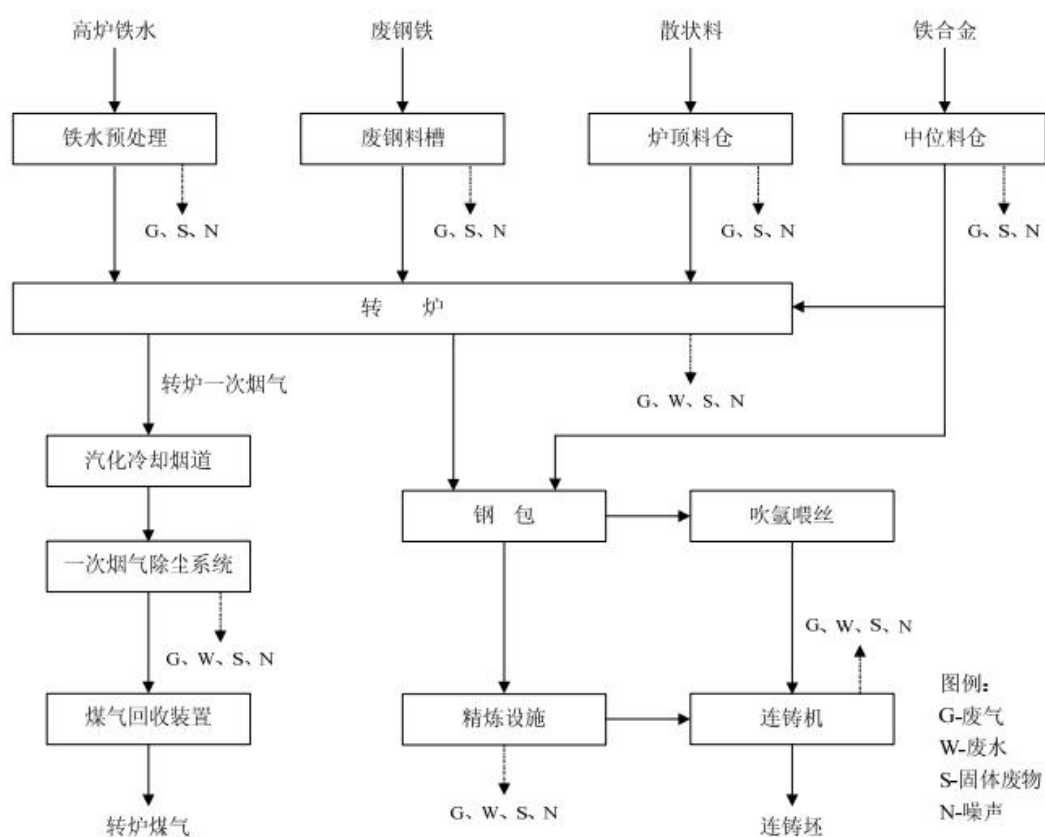 高炉铁水
废钢铁
散状料
铁合金
铁水预处理
废钢料槽
炉顶料仓
中位料仓
G、S、N
G、S、N
G、S、N
G、S、N
转 炉
转炉一次烟气
G、W、S、N
汽化冷却烟道
钢 包
吹氩喂丝
一次烟气除尘系统
G、W、S、N
G、W、S、N
煤气回收装置
精炼设施
连铸机
G、W、S、N
转炉煤气
连铸坯
图例:
G-废气
W-废水
S-固体废物
N-噪声